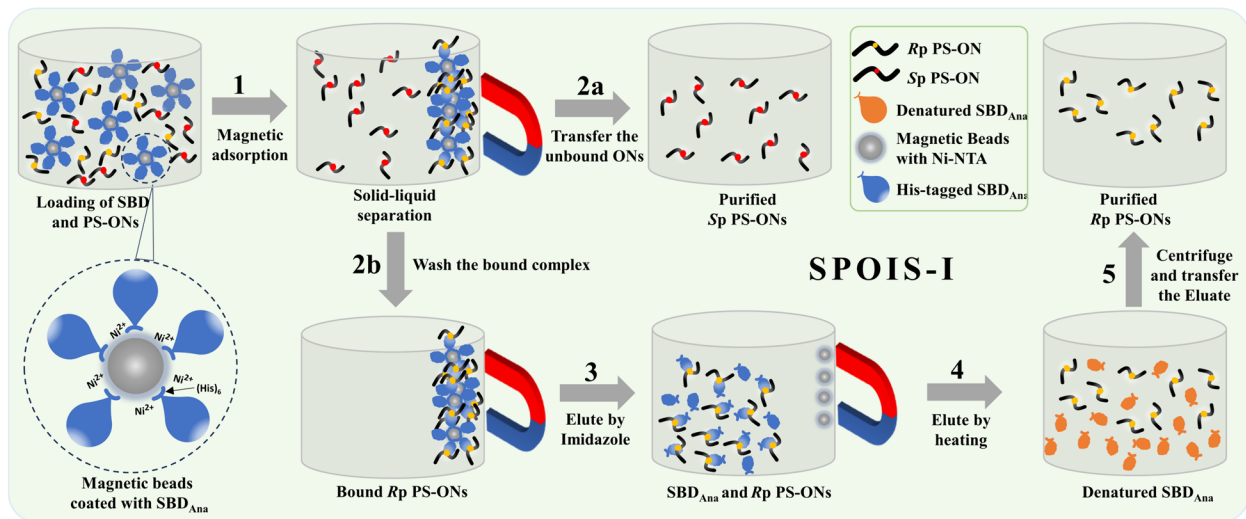 1
Magnetic
adsorption
2a
Transfer the
unbound ONs
Rp PS-ON
Sp PS-ON
Denatured SBDAna
Magnetic Beads
with Ni-NTA
His-tagged SBDAna
Loading of SBD
and PS-ONs
Solid-liquid
separation
Purified
Sp PS-ONs
Purified
Rp PS-ONs
2b
Wash the bound complex
SPOIS-I
5
Centrifuge
and transfer
the Eluate
Ni2+
Ni2+
Ni2+
Ni2+
Ni2+
(His)6
3
Elute by
Imidazole
4
Elute by
heating
Magnetic beads
coated with SBDAna
Bound Rp PS-ONs
SBDAna and Rp PS-ONs
Denatured SBDAna